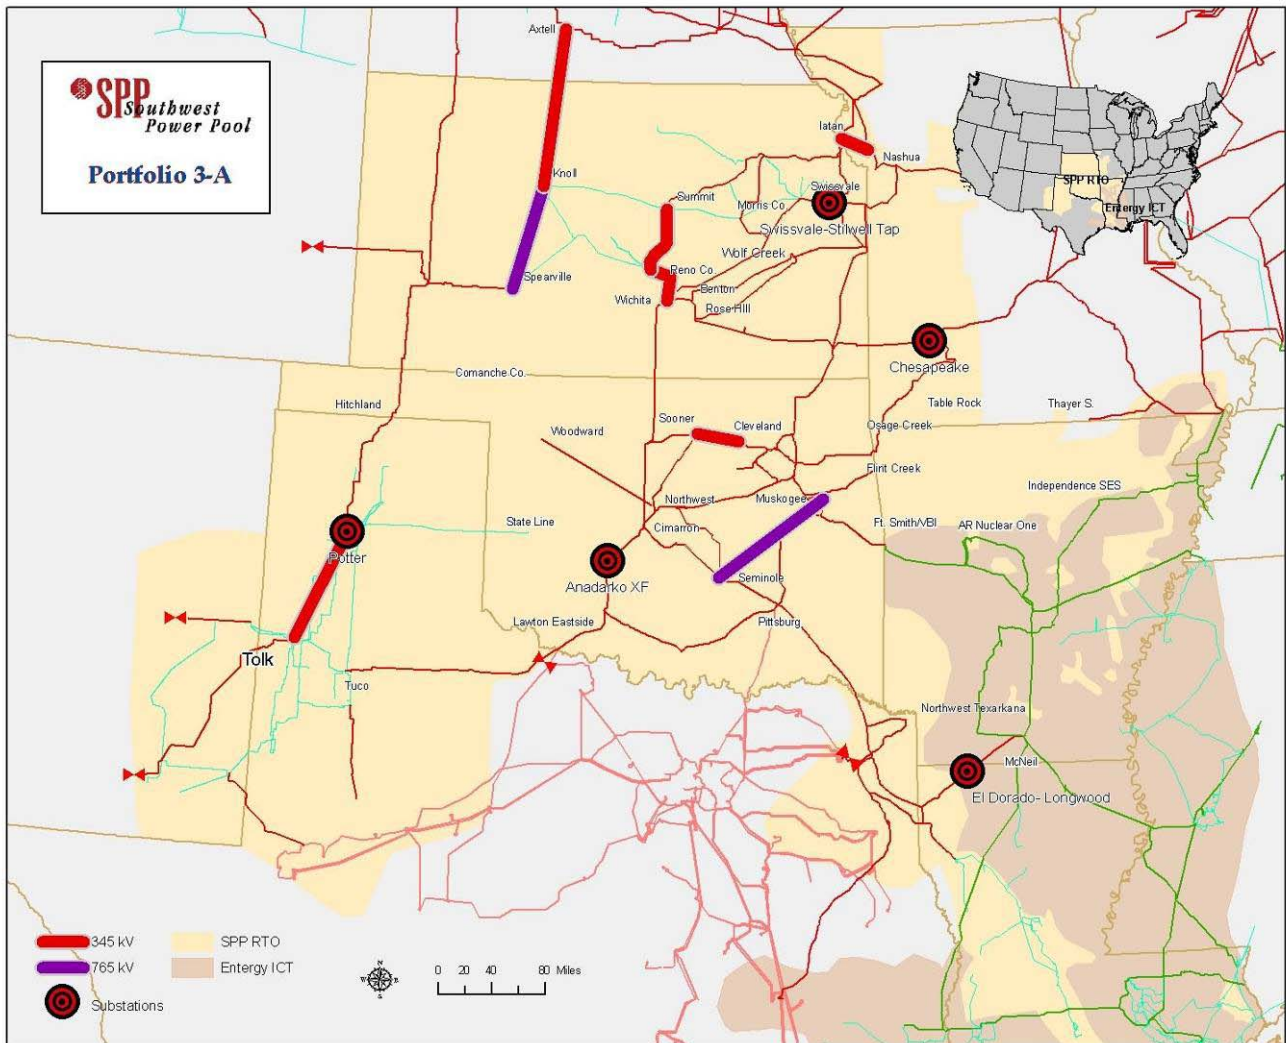 SPP
Southwest
Power Pool
Portfolio 3-A
Axtell
Iatan
Nashua
Knoll
Summit
Swissvale
Morris Co.
Swissvale-Stilwell Tap
Wolf Creek
Spearville
Reno Co.
Benton
Wichita
Rose HIll
SPP RTO
Entergy ICT
Comanche Co.
Chesapeake
Hitchland
Table Rock
Thayer S.
Sooner
Cleveland
Osage Creek
Woodward
Flint Creek
Independence SES
Northwest
Muskogee
State Line
Cimarron
Ft. Smith/VBI
AR Nuclear One
Potter
Anadarko XF
Seminole
Lawton Eastside
Pittsburg
Tolk
Tuco
Northwest Texarkana
McNeil
El Dorado- Longwood
345 kV
SPP RTO
765 kV
Entergy ICT
Substations
N
W E
S
0 20 40 80 Miles